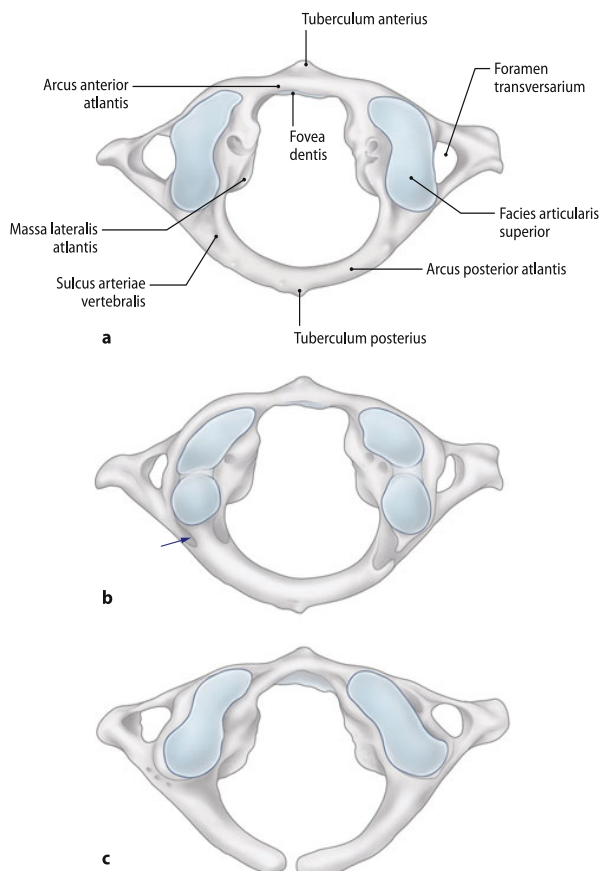 Tuberculum anterius
Arcus anterior
atlantis
Foramen
transversarium
Fovea
dentis
Massa lateralis
atlantis
Facies articularis
superior
Sulcus arteriae
vertebralis
Arcus posterior atlantis
Tuberculum posterius
a
b
c